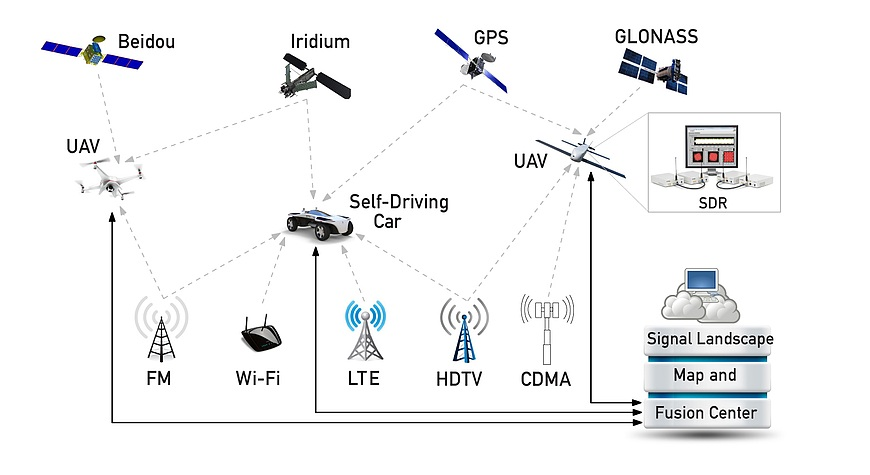 Beidou
Iridium
GPS
GLONASS
UAV
UAV
Self-Driving
Car
SDR
FM
Wi-Fi
LTE
HDTV
CDMA
Signal Landscape
Map and
Fusion Center